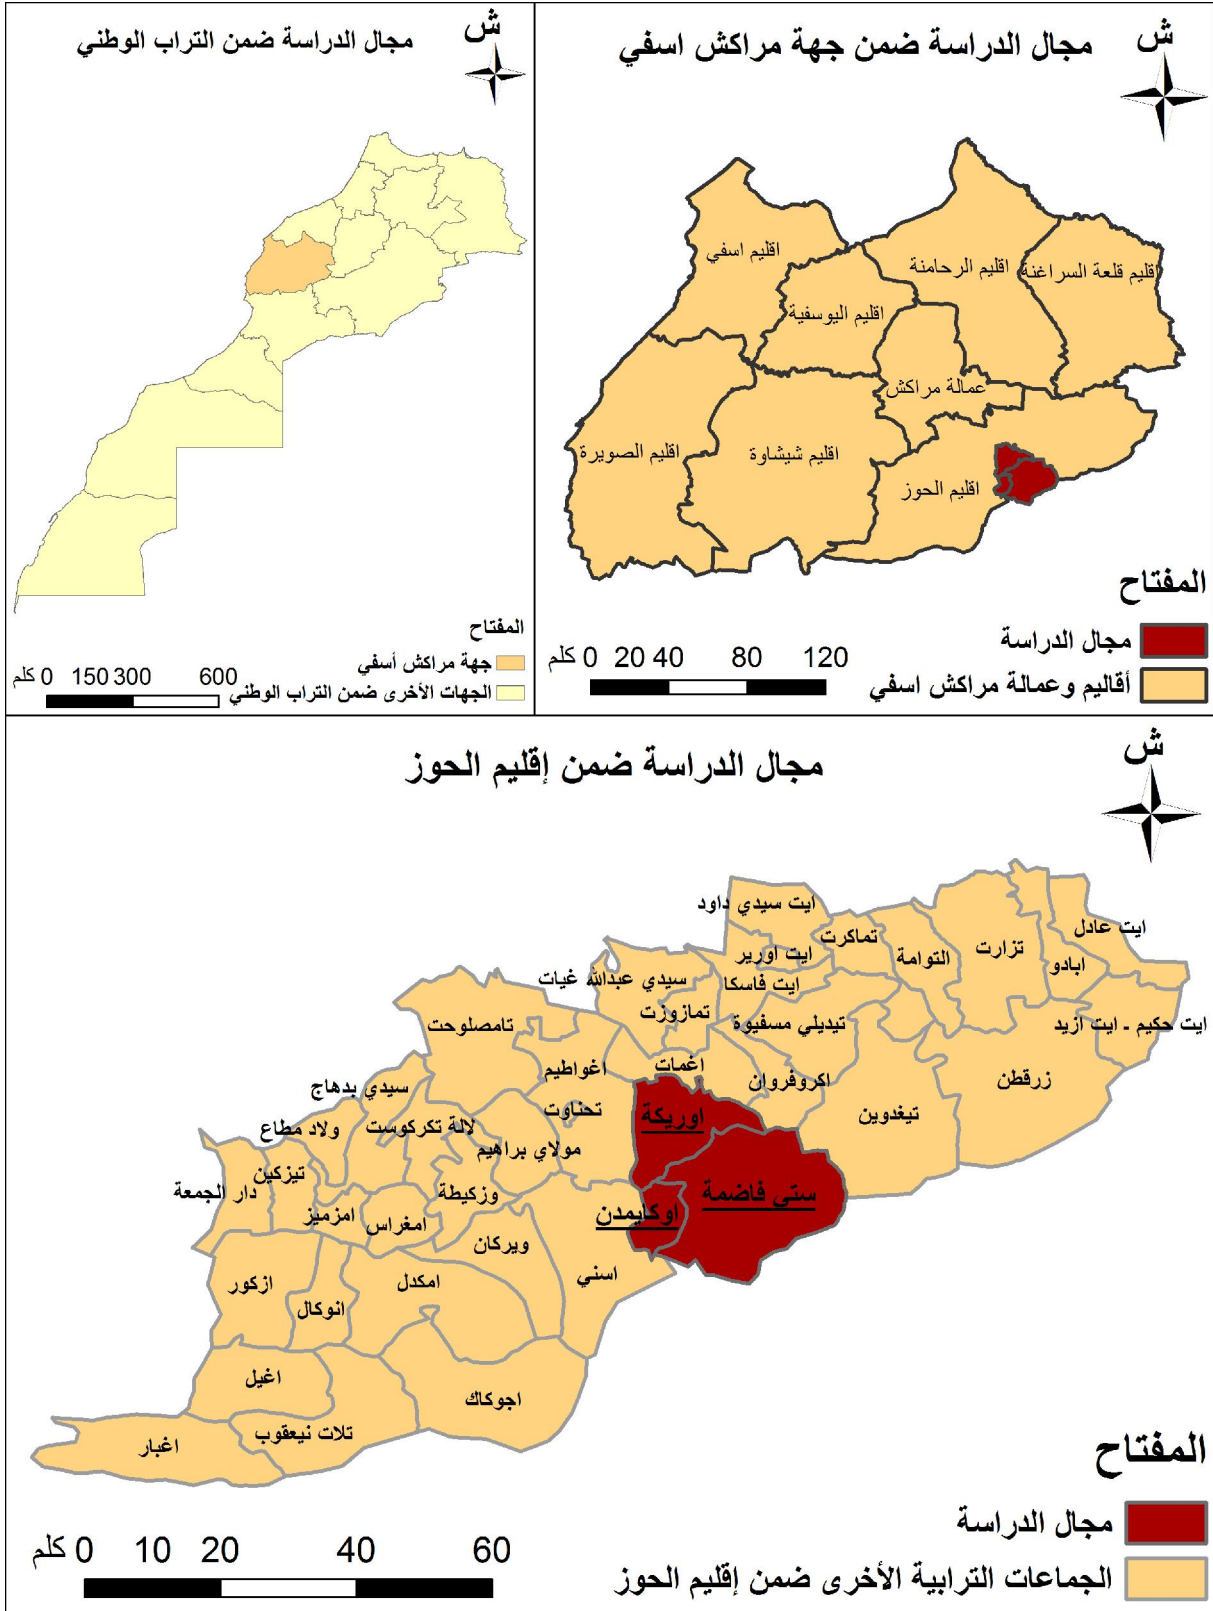 مجال الدراسة ضمن جهة مراكش اسفي
ش
اقليم اسفي
اقليم الرحامنة
اقليم قلعة السراغنة
اقليم اليوسفية
عمالة مراكش
اقليم شيشاوة
اقليم الصويرة
اقليم الحوز
المفتاح
مجال الدراسة
أقاليم وعمالة مراكش اسفي
كلم 0 20 40 80 120
مجال الدراسة ضمن التراب الوطني
ش
المفتاح
جهة مراكش أسفي
الجهات الأخرى ضمن التراب الوطني
كلم 0 150 300 600
مجال الدراسة ضمن إقليم الحوز
ش
ايت سيدي داود
ايت عادل
تماكرت
تزارت
التوامة
ايت اورير
ابادو
سيدي عبدالله غيات
ايت فاسكا
تمازوزت
تيديلي مسفيوة
ايت حكيم ـ ايت ازيد
تامصلوحت
اغمات
اغواطيم
اكروفروان
زرقطن
سيدي بدهاج
تيغدوين
تحناوت
اوريكة
ولاد مطاع
لالة تكركوست
مولاي براهيم
تيزكين
دار الجمعة
وزكيطة
ستي فاضمة
امزميز
امغراس
اوكايمدن
ويركان
اسني
ازكور
امكدل
انوكال
اغيل
اجوكاك
تلات نيعقوب
اغبار
المفتاح
مجال الدراسة
الجماعات الترابية الأخرى ضمن إقليم الحوز
كلم 0 10 20 40 60